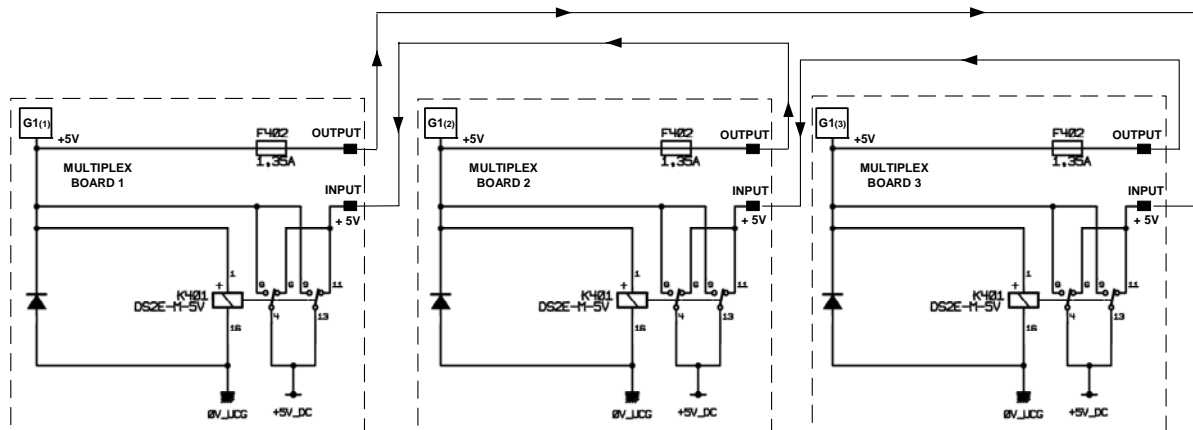 G1(1)
+5V
F402
1,35A
OUTPUT
MULTIPLEX
BOARD 1
INPUT
+ 5V
1
+
K401
DS2E-M-5V
16
8
6
9
11
4
13
0V_UCG
+5V_DC
G1(2)
+5V
F402
1,35A
OUTPUT
MULTIPLEX
BOARD 2
INPUT
+ 5V
1
+
K401
DS2E-M-5V
16
8
6
9
11
4
13
0V_UCG
+5V_DC
G1(3)
+5V
F402
1,35A
OUTPUT
MULTIPLEX
BOARD 3
INPUT
+ 5V
1
+
K401
DS2E-M-5V
16
8
6
9
11
4
13
0V_UCG
+5V_DC